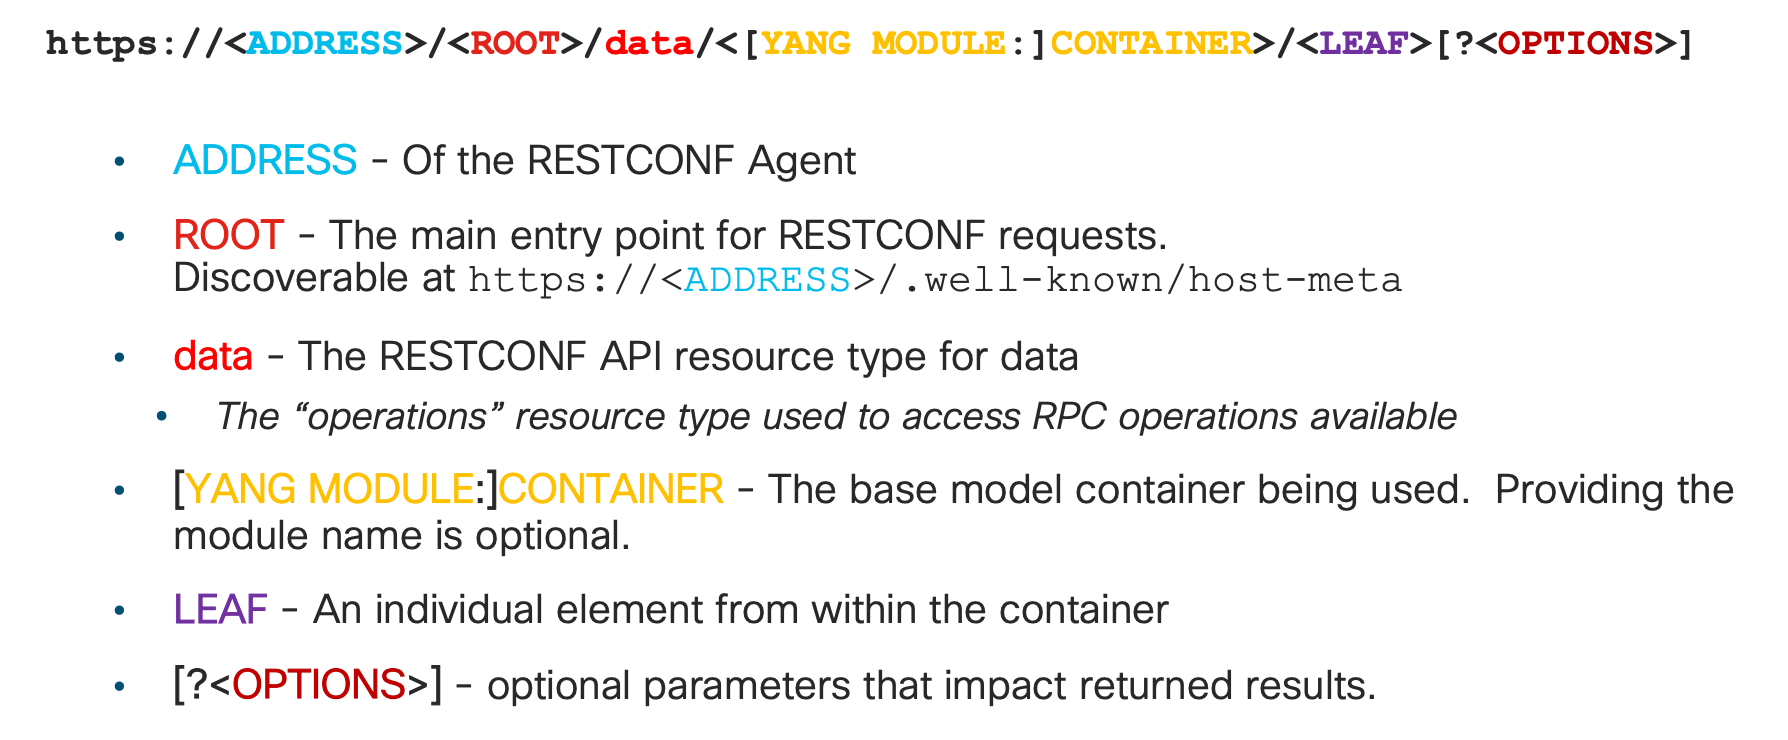 https://<ADDRESS>/<ROOT>/data/<[YANG MODULE:]CONTAINER>/<LEAF>[?<OPTIONS>]
• ADDRESS - Of the RESTCONF Agent
• ROOT - The main entry point for RESTCONF requests.
Discoverable at https://<ADDRESS>/.well-known/host-meta
• data - The RESTCONF API resource type for data
• The “operations” resource type used to access RPC operations available
• [YANG MODULE:]CONTAINER - The base model container being used.  Providing the
module name is optional.
• LEAF - An individual element from within the container
• [?<OPTIONS>] - optional parameters that impact returned results.